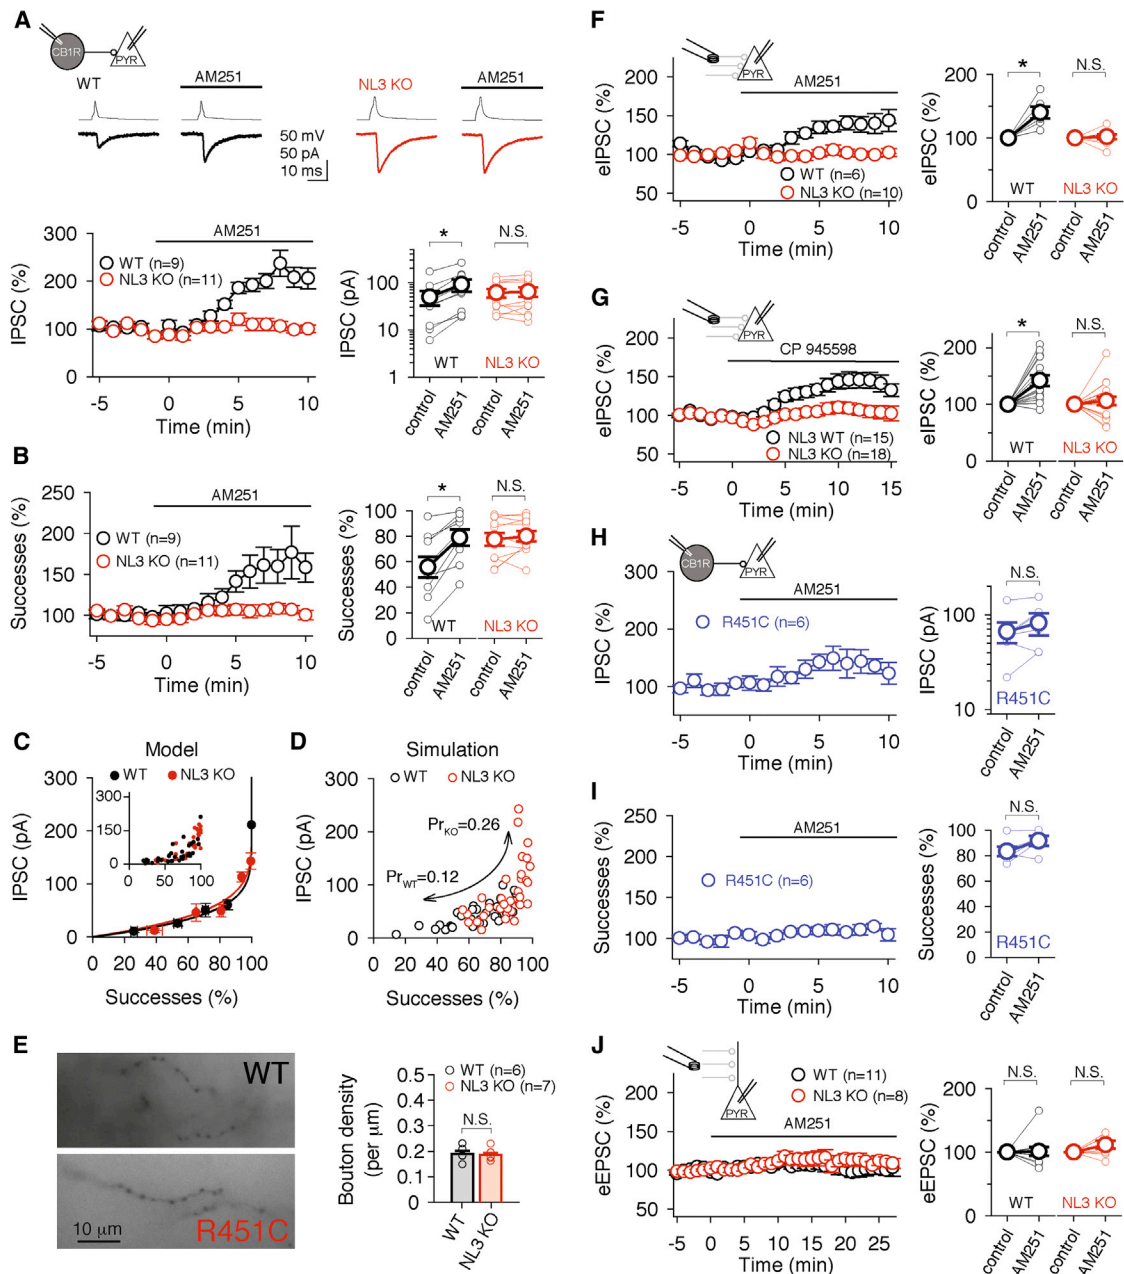 A
CB1R
PYR
WT
AM251
NL3 KO
AM251
50 mV
50 pA
10 ms
300
200
100
0
IPSC (%)
AM251
WT (n=9)
NL3 KO (n=11)
-5 0 5 10
Time (min)
100
10
1
IPSC (pA)
*
N.S.
WT
NL3 KO
control
AM251
control
AM251
B
250
200
150
100
Successes (%)
AM251
WT (n=9)
NL3 KO (n=11)
-5 0 5 10
Time (min)
100
80
60
40
20
0
Successes (%)
*
N.S.
WT
NL3 KO
control
AM251
control
AM251
C
Model
WT NL3 KO
300
200
100
0
IPSC (pA)
300
150
0
0 50 100
0 20 40 60 80 100
Successes (%)
D
Simulation
WT NL3 KO
300
200
100
0
IPSC (pA)
PrKO=0.26
PrWT=0.12
0 20 40 60 80 100
Successes (%)
E
WT
10 µm
R451C
WT (n=6)
NL3 KO (n=7)
0.5
0.4
0.3
0.2
0.1
0
Bouton density
(per µm)
N.S.
WT
NL3 KO
F
PYR
200
150
100
50
eIPSC (%)
AM251
WT (n=6)
NL3 KO (n=10)
-5 0 5 10
Time (min)
200
100
0
eIPSC (%)
*
N.S.
WT
NL3 KO
control
AM251
control
AM251
G
PYR
200
150
100
50
eIPSC (%)
CP 945598
NL3 WT (n=15)
NL3 KO (n=18)
-5 0 5 10 15
Time (min)
200
100
0
eIPSC (%)
*
N.S.
WT
NL3 KO
control
AM251
control
AM251
H
CB1R
PYR
300
200
100
IPSC (%)
AM251
R451C (n=6)
-5 0 5 10
Time (min)
100
10
IPSC (pA)
N.S.
R451C
control
AM251
I
250
200
150
100
Successes (%)
AM251
R451C (n=6)
-5 0 5 10
Time (min)
100
80
60
40
20
0
Successes (%)
N.S.
R451C
control
AM251
J
PYR
WT (n=11)
NL3 KO (n=8)
200
150
100
50
eEPSC (%)
AM251
-5 0 5 10 15 20 25
Time (min)
200
100
0
eEPSC (%)
N.S.
N.S.
WT
NL3 KO
control
AM251
control
AM251